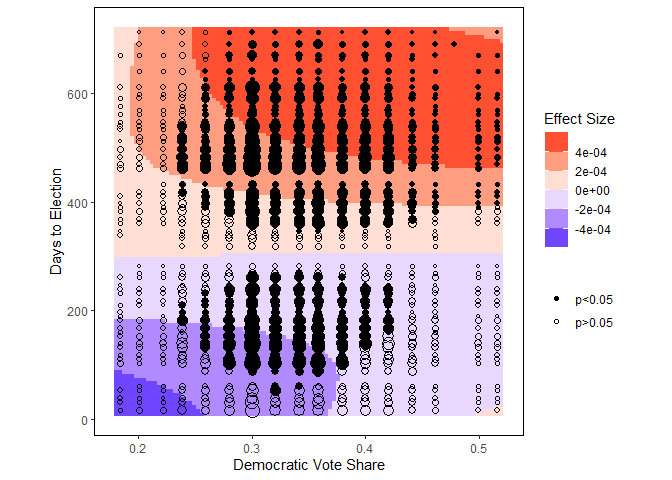 600
400
200
0
Days to Election
0.2 0.3 0.4 0.5
Democratic Vote Share
Effect Size
4e-04
2e-04
0e+00
-2e-04
-4e-04
p<0.05
p>0.05